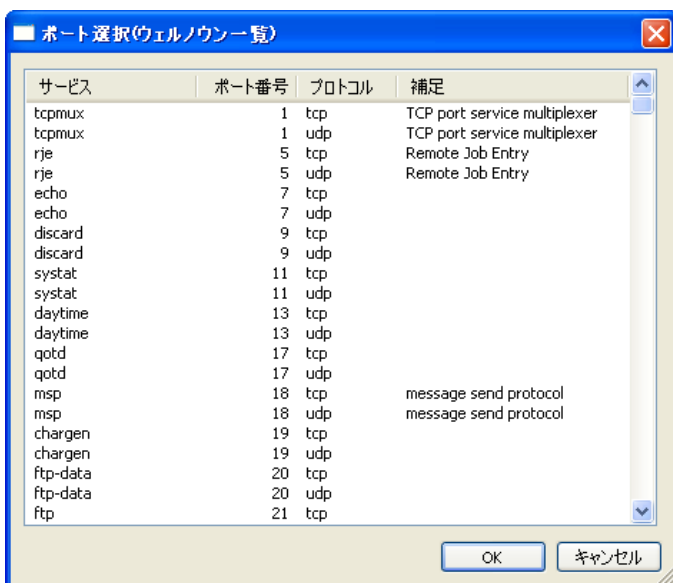 ポート選択(ウェルノウン一覧)
サービス ポート番号 プロトコル 補足
tcpmux 1 tcp TCP port service multiplexer
tcpmux 1 udp TCP port service multiplexer
rje 5 tcp Remote Job Entry
rje 5 udp Remote Job Entry
echo 7 tcp
echo 7 udp
discard 9 tcp
discard 9 udp
systat 11 tcp
systat 11 udp
daytime 13 tcp
daytime 13 udp
qotd 17 tcp
qotd 17 udp
msp 18 tcp message send protocol
msp 18 udp message send protocol
chargen 19 tcp
chargen 19 udp
ftp-data 20 tcp
ftp-data 20 udp
ftp 21 tcp
OK キャンセル